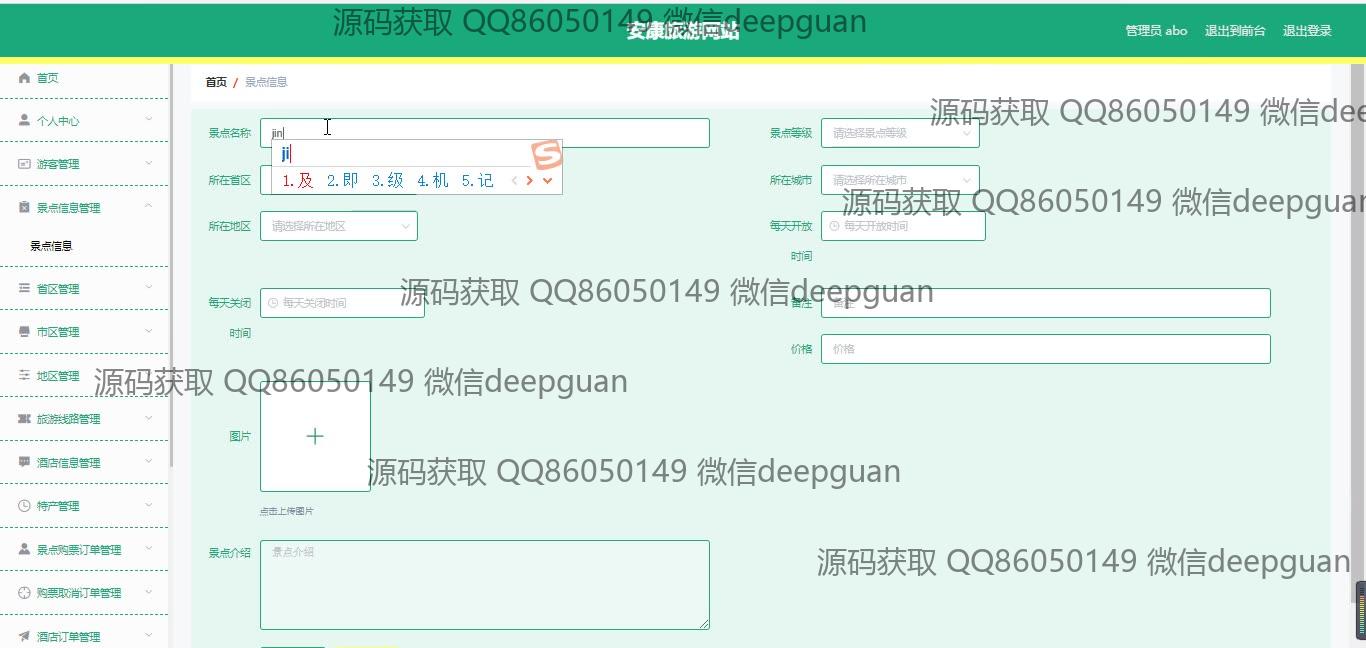 源码获取 QQ86050149 微信deepguan
安康旅游网站
管理员 abo
退出到前台
退出登录
首页
个人中心
游客管理
景点信息管理
景点信息
省区管理
市区管理
地区管理
旅游线路管理
酒店信息管理
特产管理
景点购票订单管理
购票取消订单管理
酒店订单管理
首页 / 景点信息
源码获取 QQ86050149 微信dee
景点名称
jin
ji
1.及 2.即 3.级 4.机 5.记
景点等级
请选择景点等级
所在省区
所在城市
请选择所在城市
源码获取 QQ86050149 微信deepguan
所在地区
请选择所在地区
每天开放时间
每天开放时间
每天关闭时间
每天关闭时间
源码获取 QQ86050149 微信deepguan
备注
价格
价格
源码获取 QQ86050149 微信deepguan
图片
源码获取 QQ86050149 微信deepguan
点击上传图片
景点介绍
景点介绍
源码获取 QQ86050149 微信deepguan